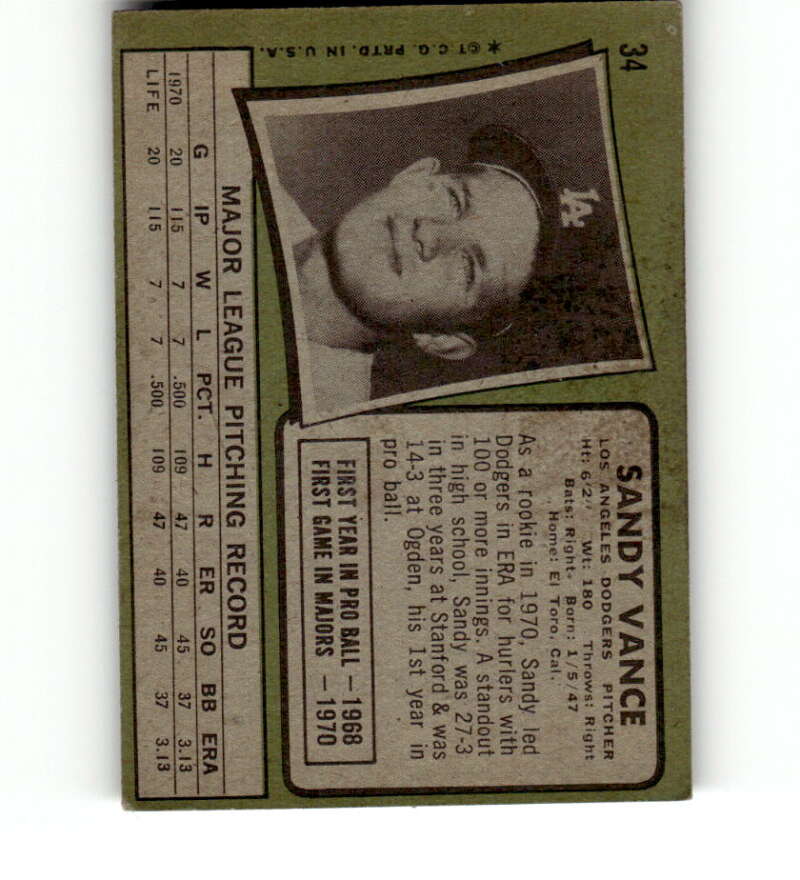 34
★ ©T.C.G. PRTD. IN U.S.A.
LA
SANDY VANCE
LOS ANGELES DODGERS PITCHER
Ht: 6'2" Wt: 180 Throws: Right
Bats: Right. Born: 1/5/47
Home: El Toro, Cal.
As a rookie in 1970, Sandy led
Dodgers in ERA for hurlers with
100 or more innings. A standout
in high school, Sandy was 27-3
in three years at Stanford & was
14-3 at Ogden, his 1st year in
pro ball.
FIRST YEAR IN PRO BALL – 1968
FIRST GAME IN MAJORS – 1970
MAJOR LEAGUE PITCHING RECORD
G IP W L PCT. H R ER SO BB ERA
1970 20 115 7 7 .500 109 47 40 45 37 3.13
LIFE 20 115 7 7 .500 109 47 40 45 37 3.13